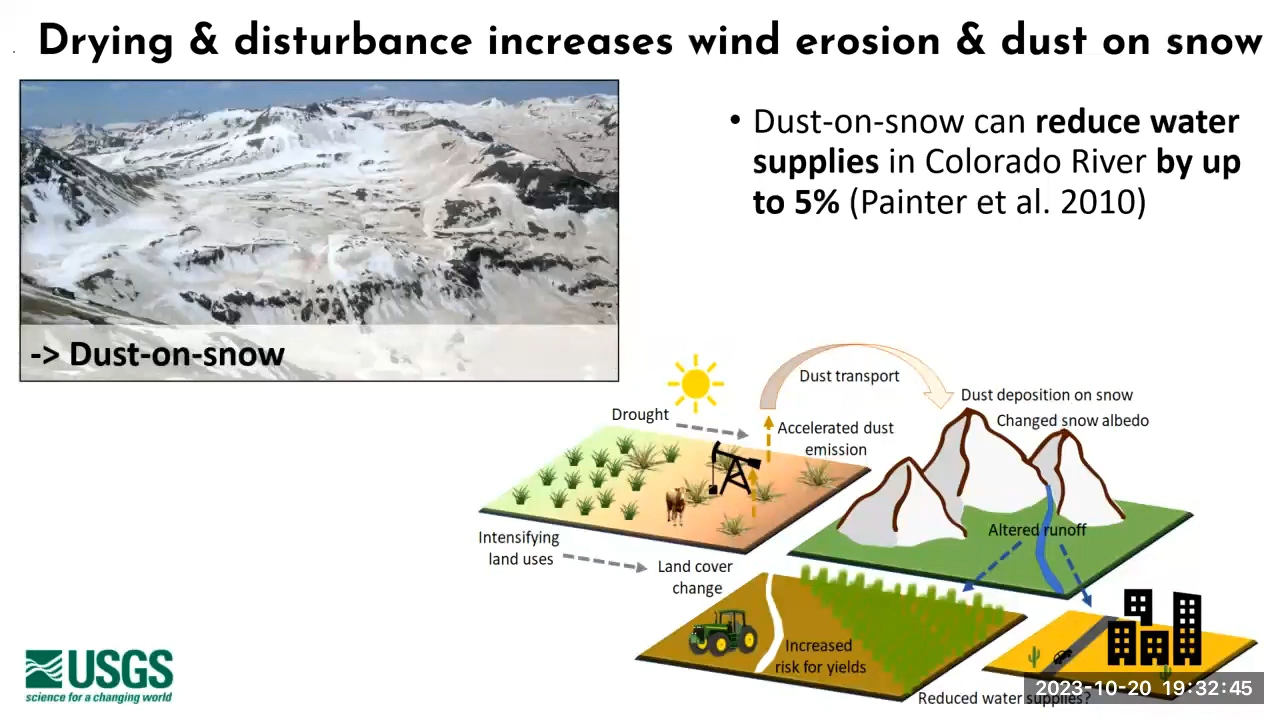 Drying & disturbance increases wind erosion & dust on snow
-> Dust-on-snow
• Dust-on-snow can reduce water
supplies in Colorado River by up
to 5% (Painter et al. 2010)
Dust transport
Dust deposition on snow
Changed snow albedo
Drought
Accelerated dust
emission
Altered runoff
Intensifying
land uses
Land cover
change
Increased
risk for yields
Reduced water supplies?
USGS
science for a changing world
2023-10-20 19:32:45